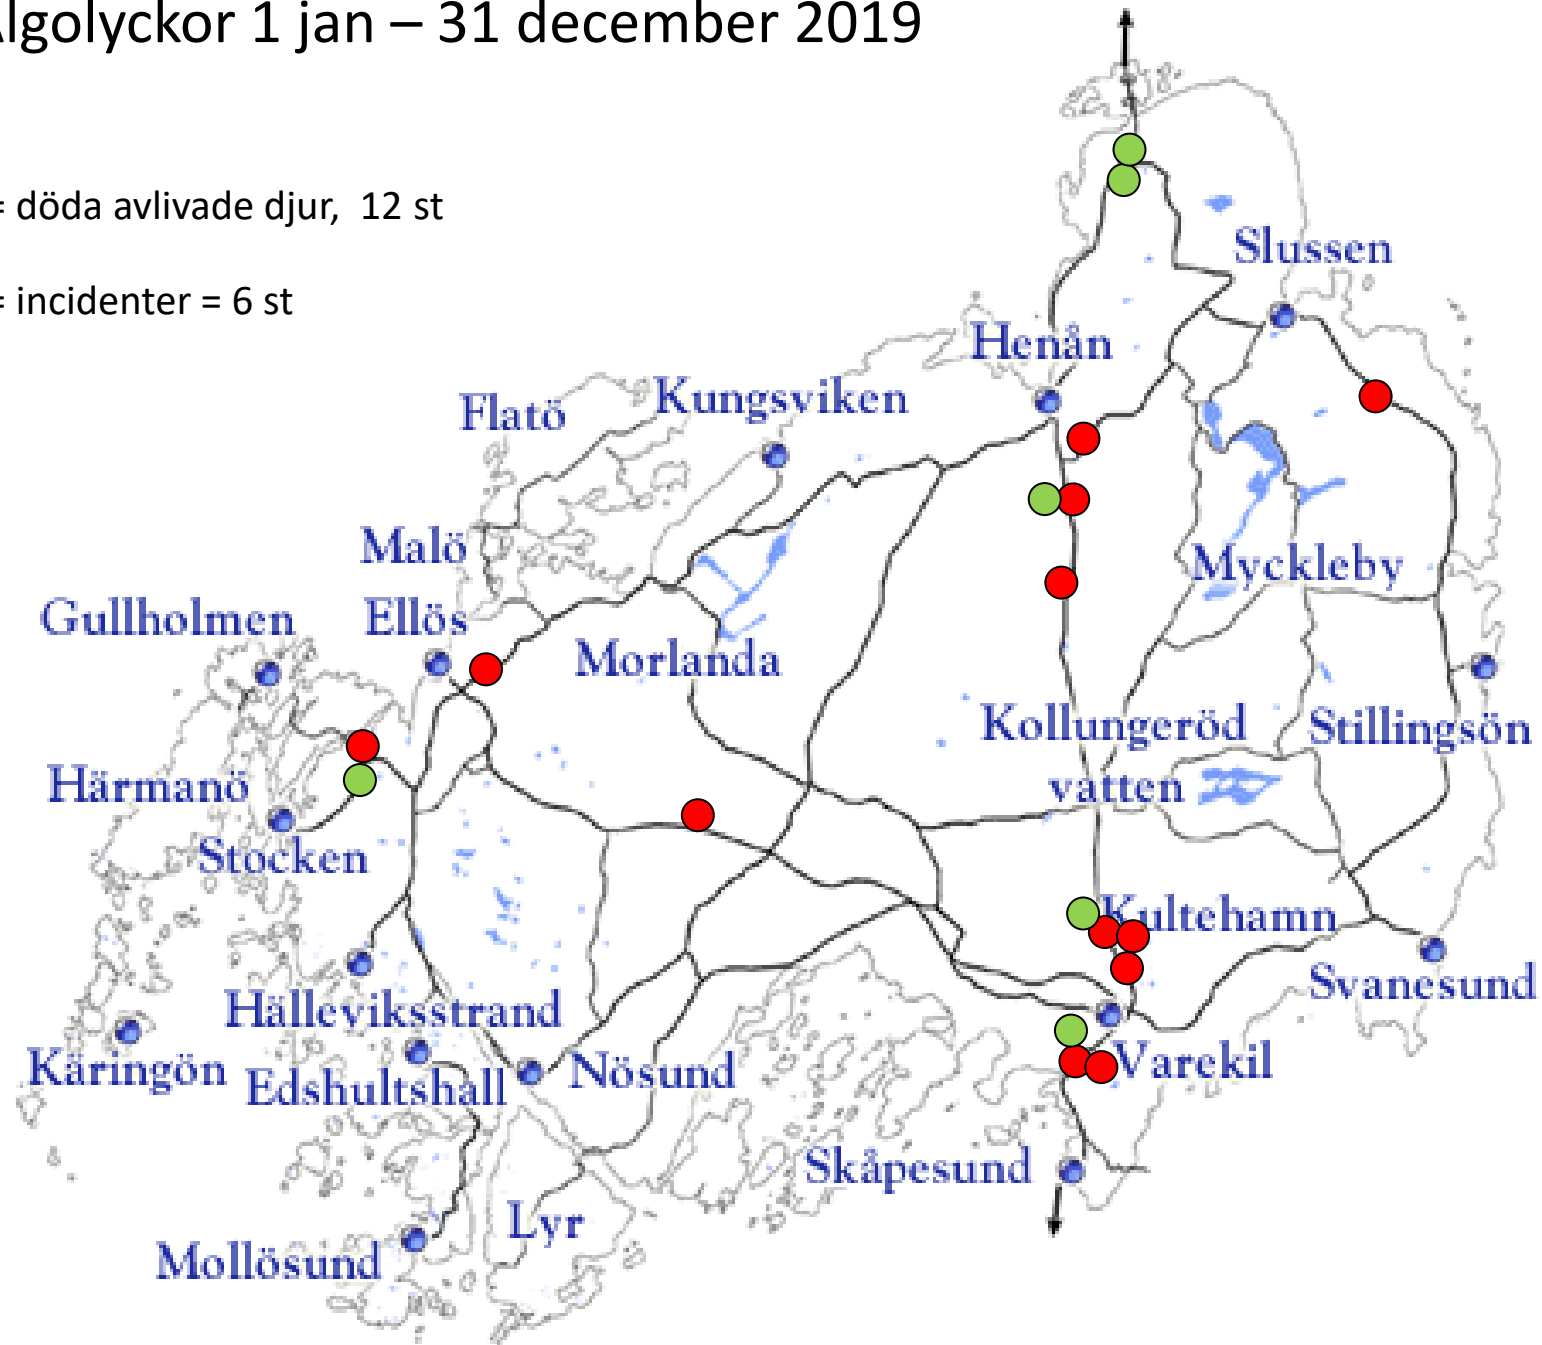 Älgolyckor 1 jan – 31 december 2019
= döda avlivade djur,  12 st
= incidenter = 6 st
Slussen
Henån
Kungsviken
Flatö
Malö
Myckleby
Gullholmen
Ellös
Morlanda
Kollungeröd
Stillingsön
Härmanö
vatten
Stocken
Kultehamn
Svanesund
Hälleviksstrand
Käringön
Edshultshall
Nösund
Varekil
Skåpesund
Lyr
Mollösund